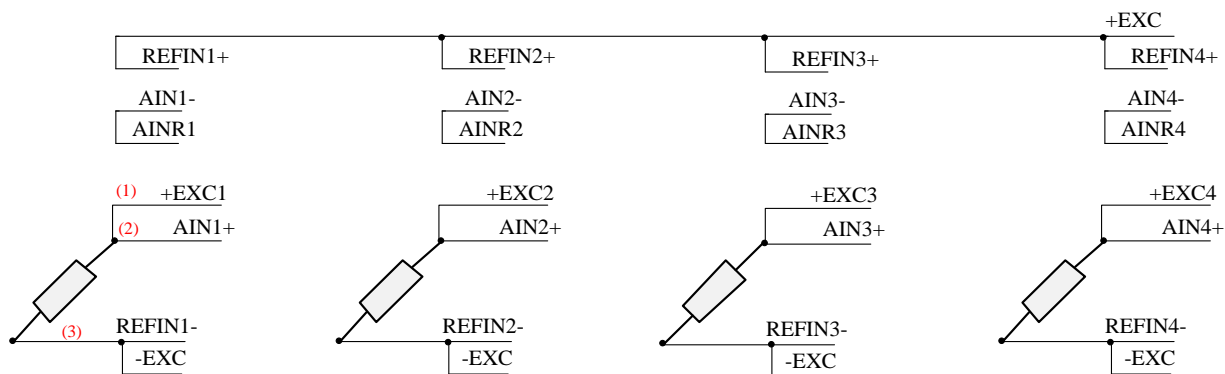 +EXC
REFIN1+ REFIN2+ REFIN3+ REFIN4+
AIN1- AIN2- AIN3- AIN4-
AINR1 AINR2 AINR3 AINR4
(1) +EXC1 +EXC2 +EXC3 +EXC4
(2) AIN1+ AIN2+ AIN3+ AIN4+
(3) REFIN1- REFIN2- REFIN3- REFIN4-
-EXC -EXC -EXC -EXC